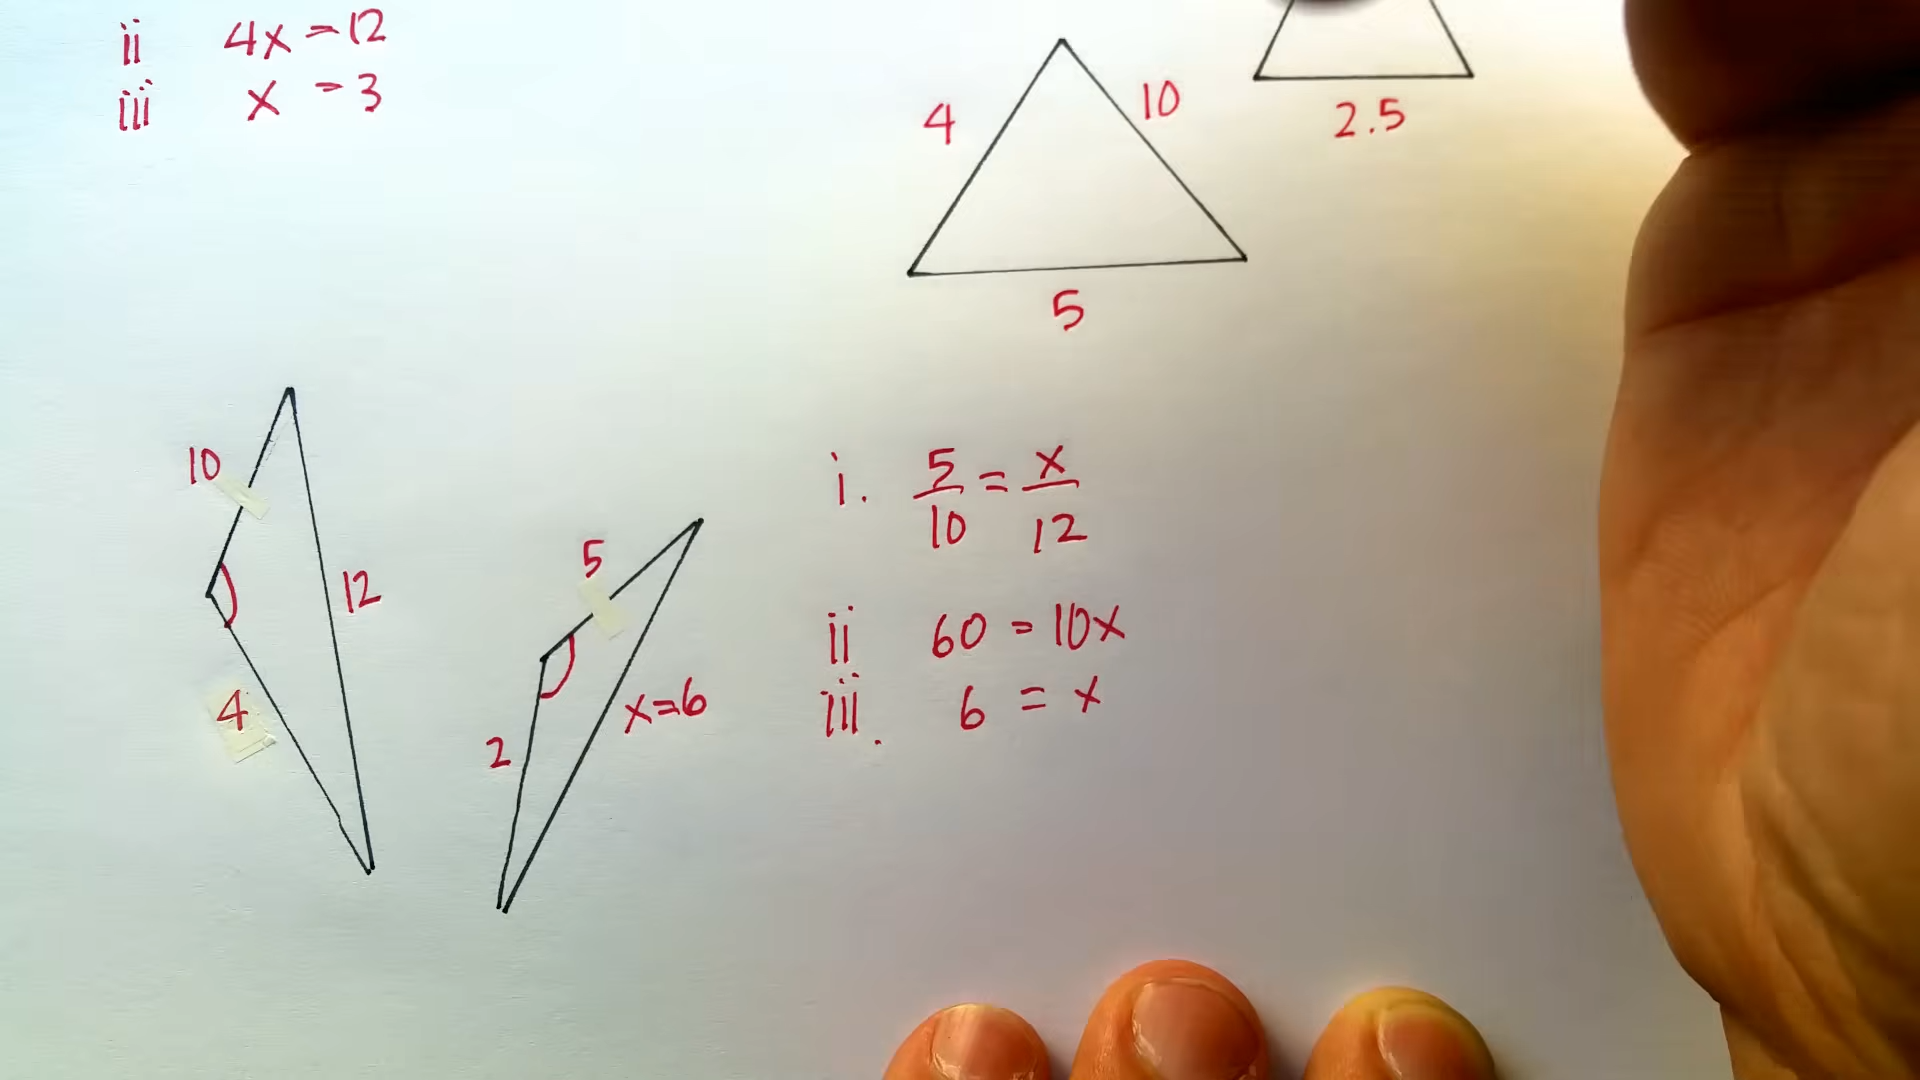 ii 4x = 12
iii x = 3
4
10
5
2.5
10
12
4
5
2
x=6
i. 5/10 = x/12
ii 60 = 10x
iii. 6 = x